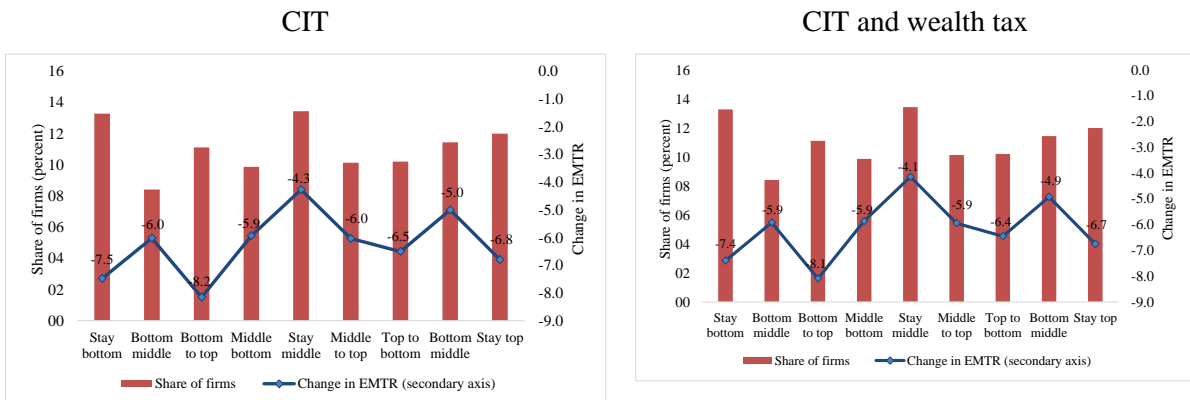 CIT
16
14
12
10
08
06
04
02
00
Share of firms (percent)
0.0
-1.0
-2.0
-3.0
-4.0
-5.0
-6.0
-7.0
-8.0
-9.0
Change in EMTR
-7.5
-6.0
-8.2
-5.9
-4.3
-6.0
-6.5
-5.0
-6.8
Stay bottom
Bottom middle
Bottom to top
Middle bottom
Stay middle
Middle to top
Top to bottom
Bottom middle
Stay top
Share of firms
Change in EMTR (secondary axis)
CIT and wealth tax
16
14
12
10
08
06
04
02
00
Share of firms (percent)
0.0
-1.0
-2.0
-3.0
-4.0
-5.0
-6.0
-7.0
-8.0
-9.0
Change in EMTR
-7.4
-5.9
-8.1
-5.9
-4.1
-5.9
-6.4
-4.9
-6.7
Stay bottom
Bottom middle
Bottom to top
Middle bottom
Stay middle
Middle to top
Top to bottom
Bottom middle
Stay top
Share of firms
Change in EMTR (secondary axis)